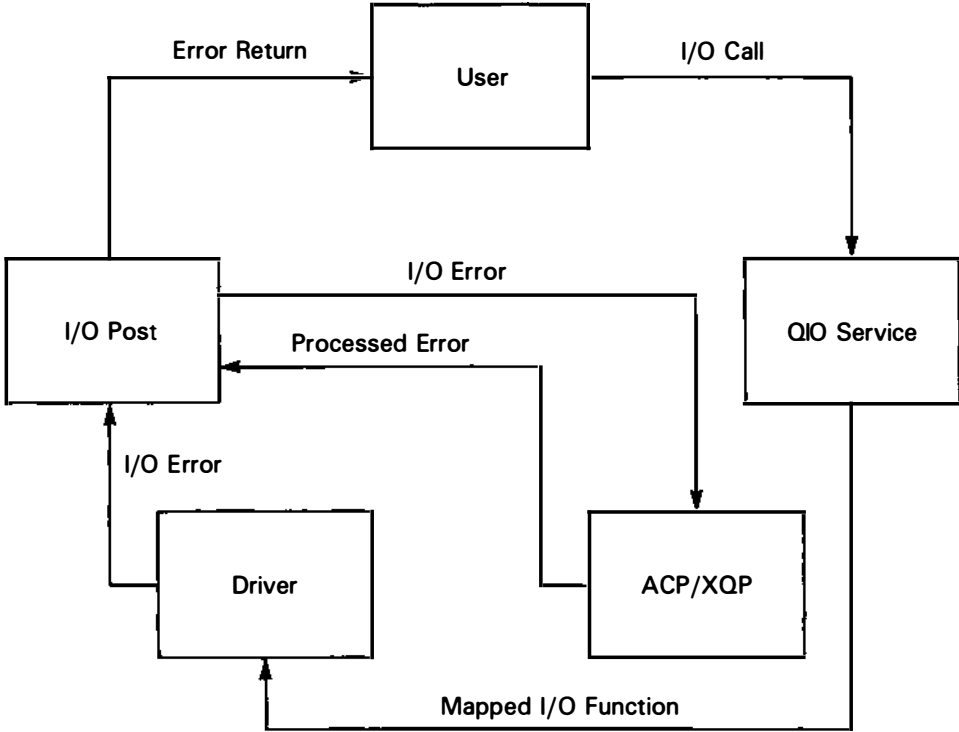 Error Return
User
I/O Call
I/O Error
I/O Post
QIO Service
Processed Error
I/O Error
Driver
ACP/XQP
Mapped I/O Function